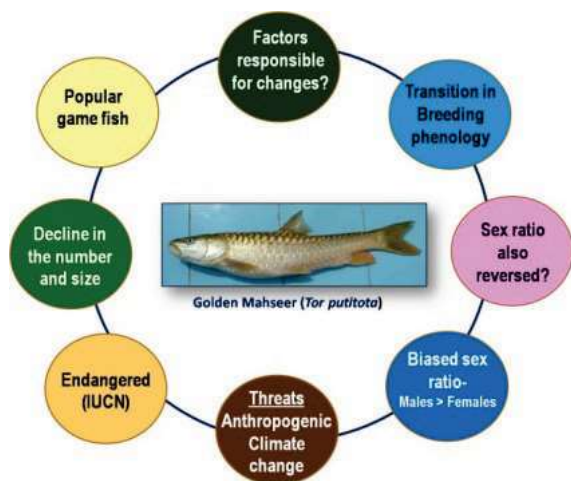 Factors
responsible
for changes?
Transition in
Breeding
phenology
Sex ratio
also
reversed?
Biased sex
ratio-
Males > Females
Threats
Anthropogenic
Climate
change
Endangered
(IUCN)
Decline in
the number
and size
Popular
game fish
Golden Mahseer (Tor putitota)